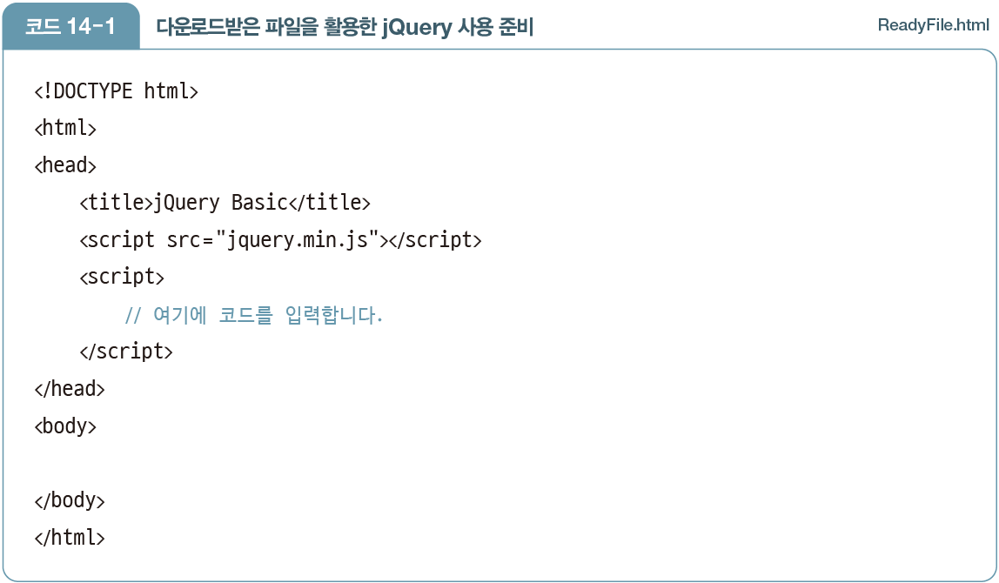 코드 14-1 다운로드받은 파일을 활용한 jQuery 사용 준비 ReadyFile.html
<!DOCTYPE html>
<html>
<head>
<title>jQuery Basic</title>
<script src="jquery.min.js"></script>
<script>
// 여기에 코드를 입력합니다.
</script>
</head>
<body>
</body>
</html>